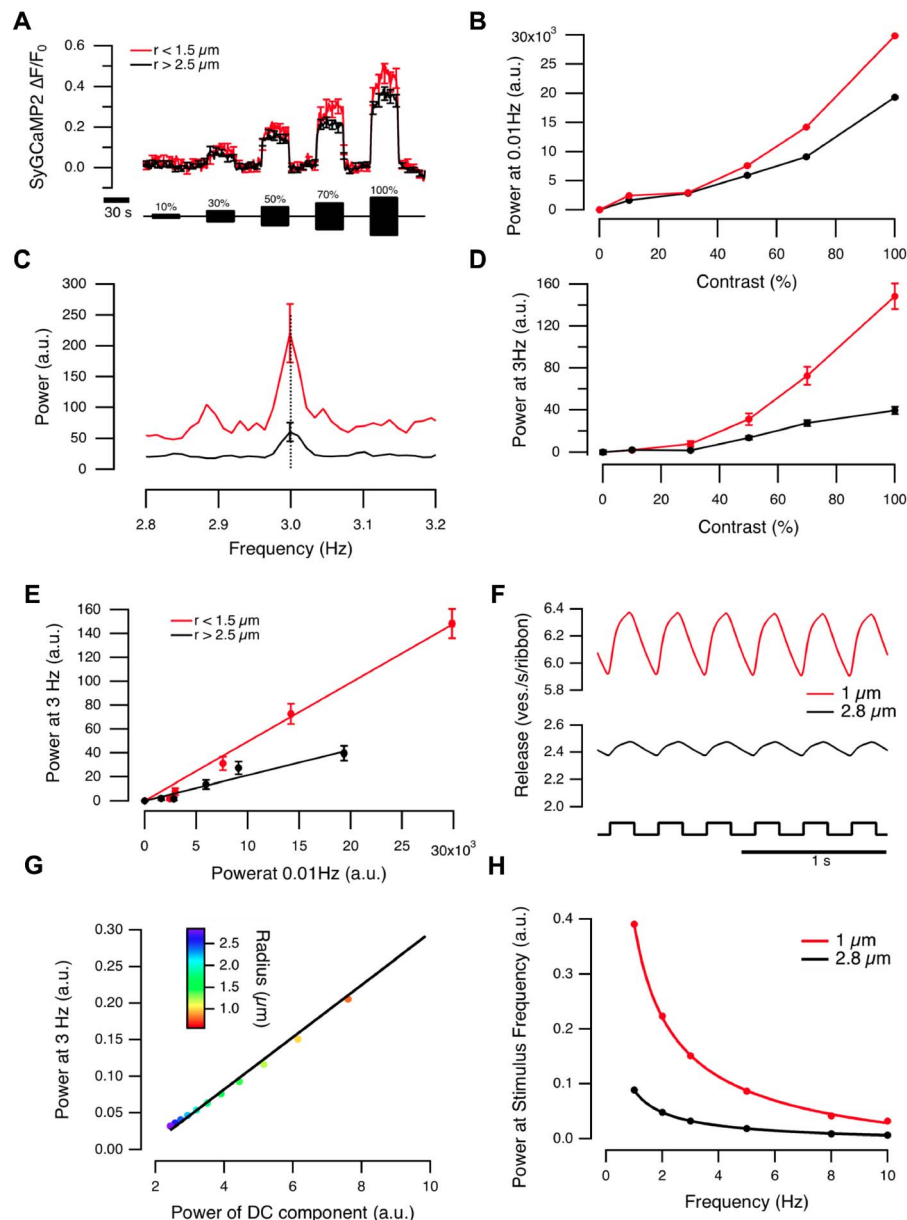 A
SyGCaMP2 ΔF/F0
0.6
0.4
0.2
0.0
r < 1.5 µm
r > 2.5 µm
30 s
10%
30%
50%
70%
100%
B
Power at 0.01Hz (a.u.)
30x10³
25
20
15
10
5
0
0 20 40 60 80 100
Contrast (%)
C
Power (a.u.)
300
250
200
150
100
50
0
2.8 2.9 3.0 3.1 3.2
Frequency (Hz)
D
Power at 3Hz (a.u.)
160
120
80
40
0
0 20 40 60 80 100
Contrast (%)
E
Power at 3 Hz (a.u.)
160
140
120
100
80
60
40
20
0
r < 1.5 µm
r > 2.5 µm
0 5 10 15 20 25 30x10³
Powerat 0.01Hz (a.u.)
F
Release (ves./s/ribbon)
6.4
6.2
6.0
5.8
2.6
2.4
2.2
2.0
1 µm
2.8 µm
1 s
G
Power at 3 Hz (a.u.)
0.30
0.25
0.20
0.15
0.10
0.05
0.00
2.5
2.0
1.5
1.0
Radius (µm)
2 4 6 8 10
Power of DC component (a.u.)
H
Power at Stimulus Frequency (a.u.)
0.4
0.3
0.2
0.1
0.0
1 µm
2.8 µm
0 2 4 6 8 10
Frequency (Hz)